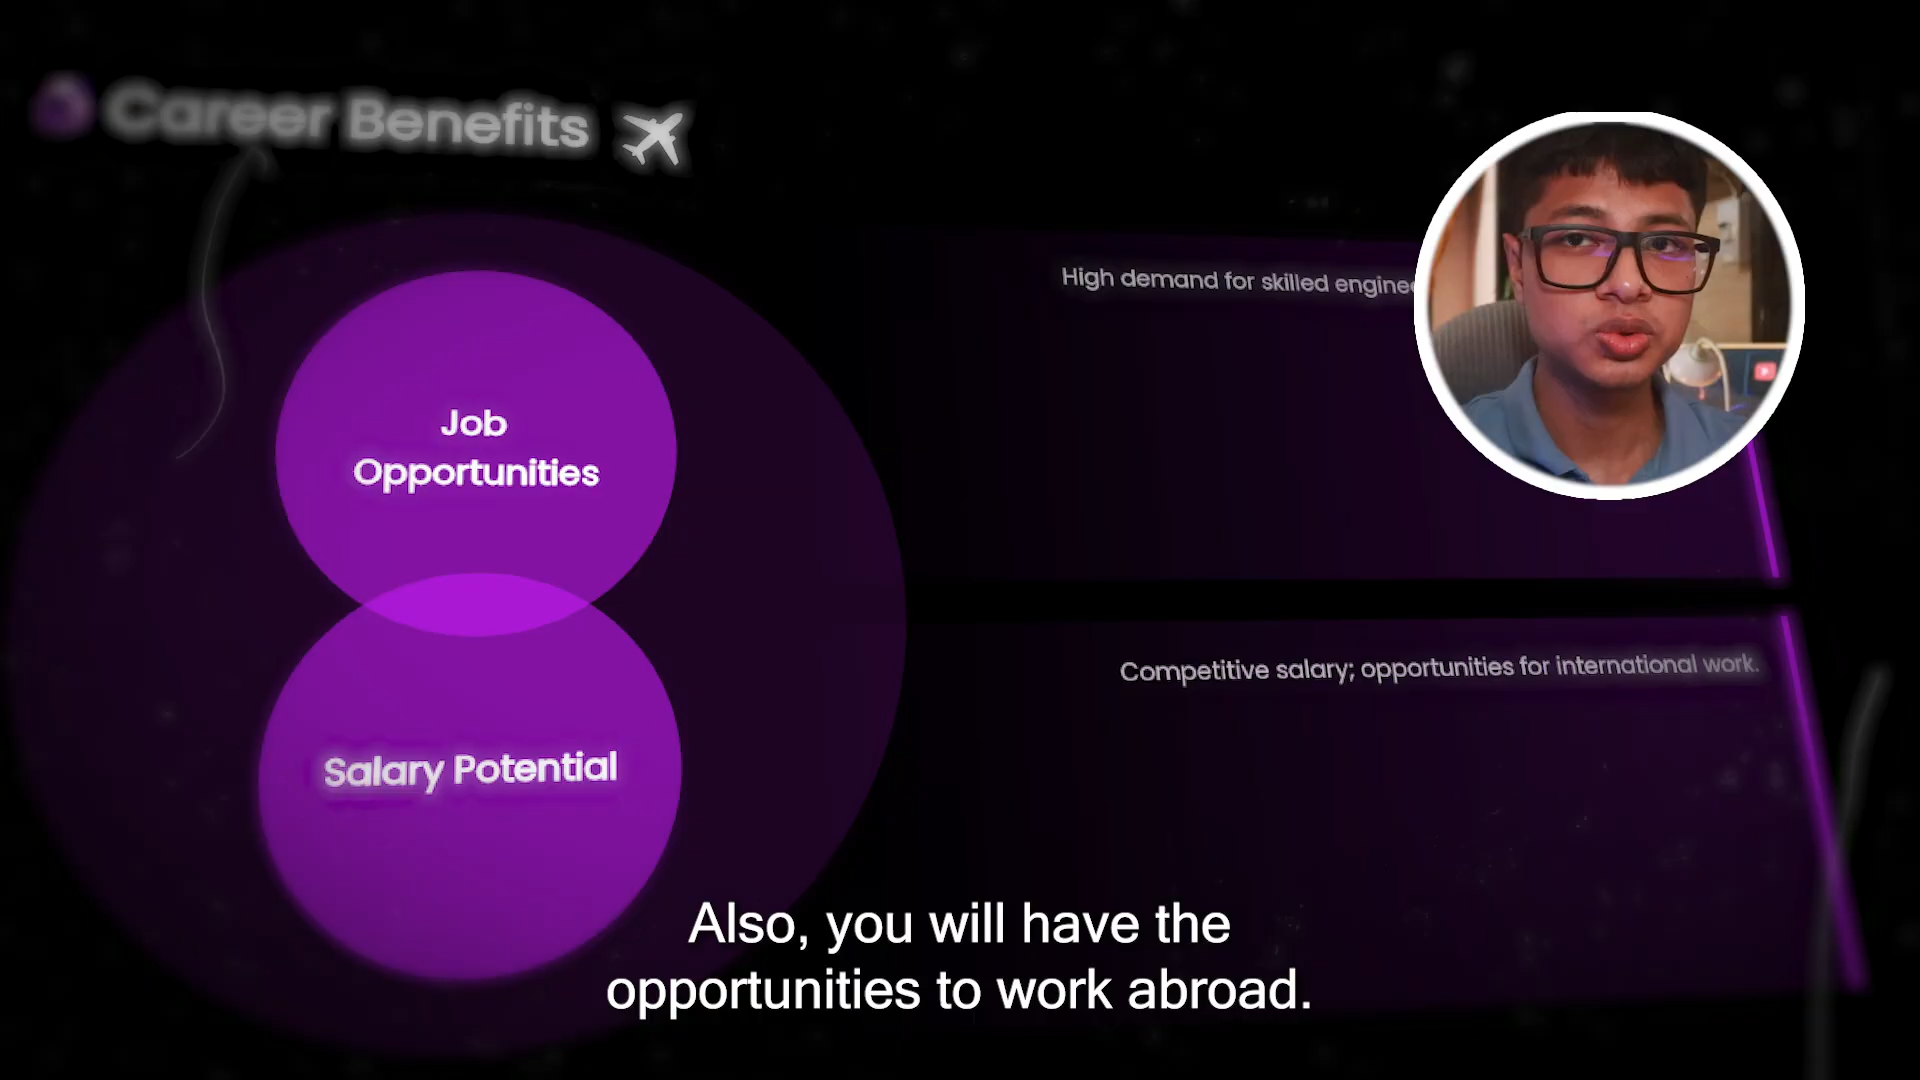 Career Benefits
Job
Opportunities
High demand for skilled
Salary Potential
Competitive salary; opportunities for international work.
Also, you will have the
opportunities to work abroad.